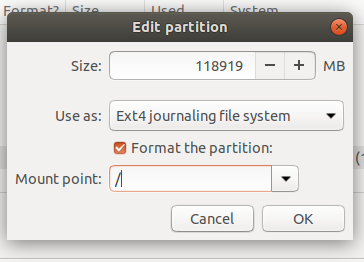 Format? Size Used System
Edit partition
Size: 118919 − + MB
Use as: Ext4 journaling file system
Format the partition:
(1
Mount point: /
Cancel OK